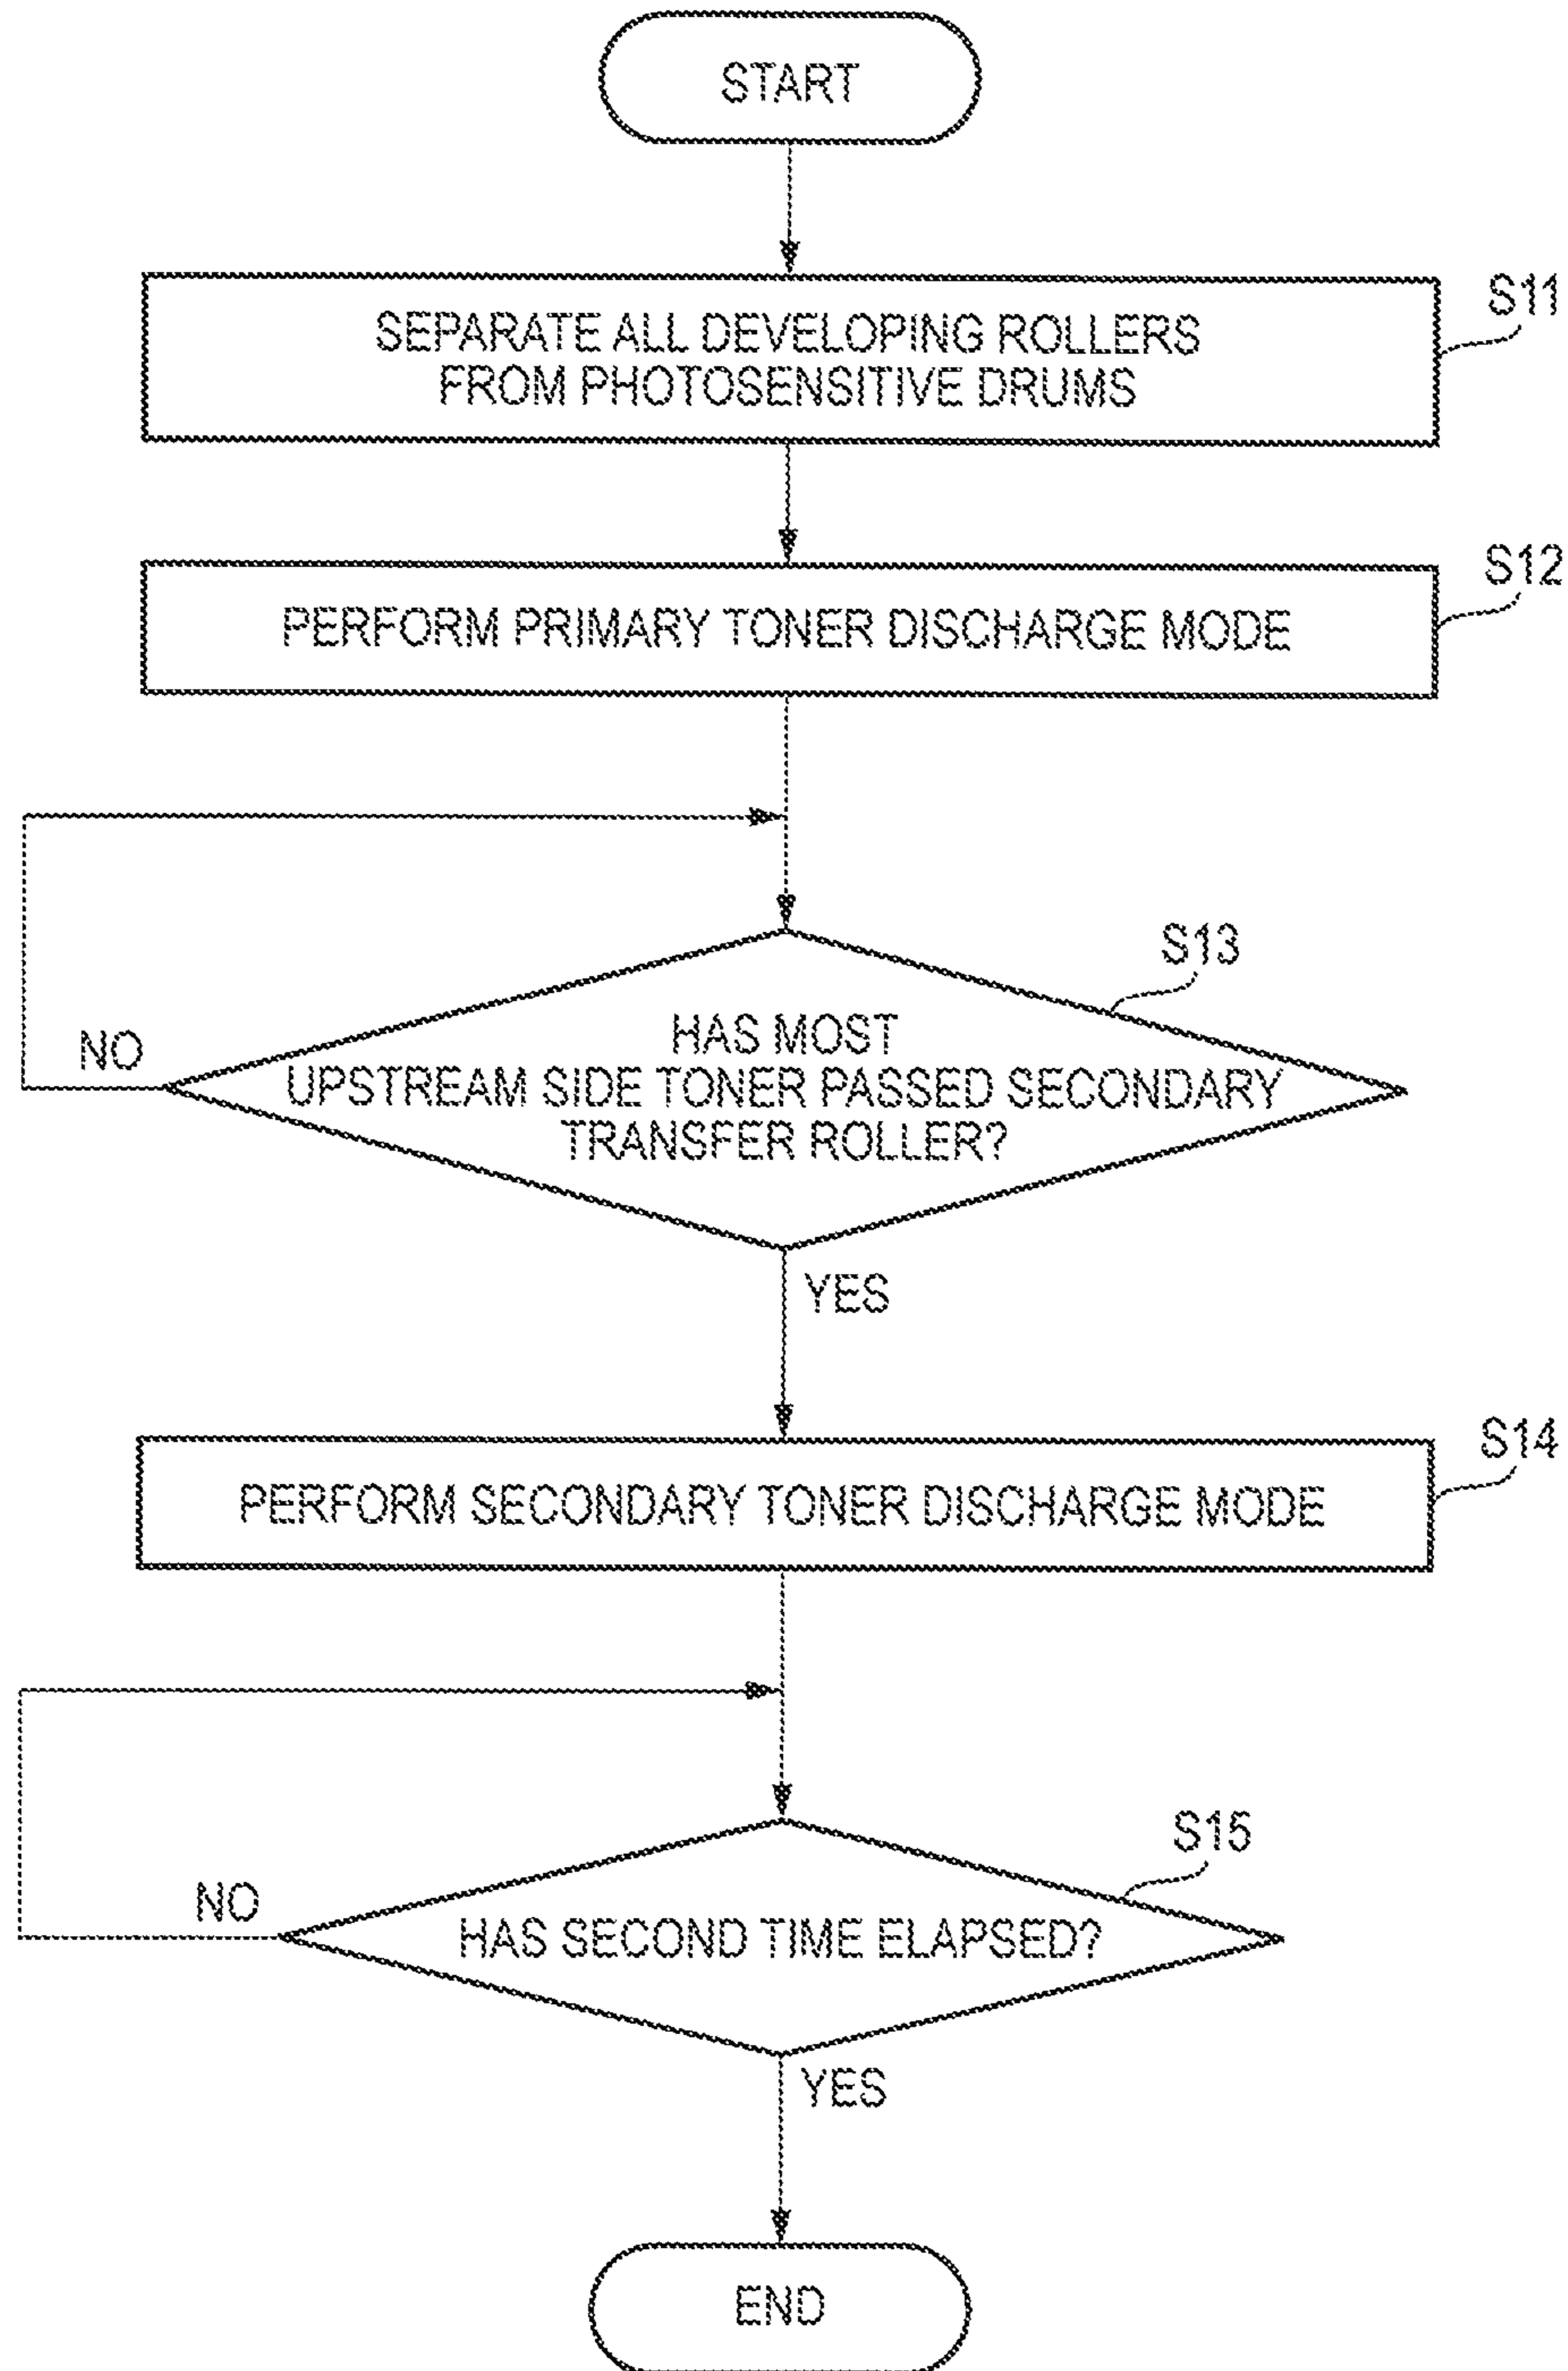 START
S11
SEPARATE ALL DEVELOPING ROLLERS
FROM PHOTOSENSITIVE DRUMS
S12
PERFORM PRIMARY TONER DISCHARGE MODE
S13
HAS MOST
UPSTREAM SIDE TONER PASSED SECONDARY
TRANSFER ROLLER?
NO
YES
S14
PERFORM SECONDARY TONER DISCHARGE MODE
S15
HAS SECOND TIME ELAPSED?
NO
YES
END